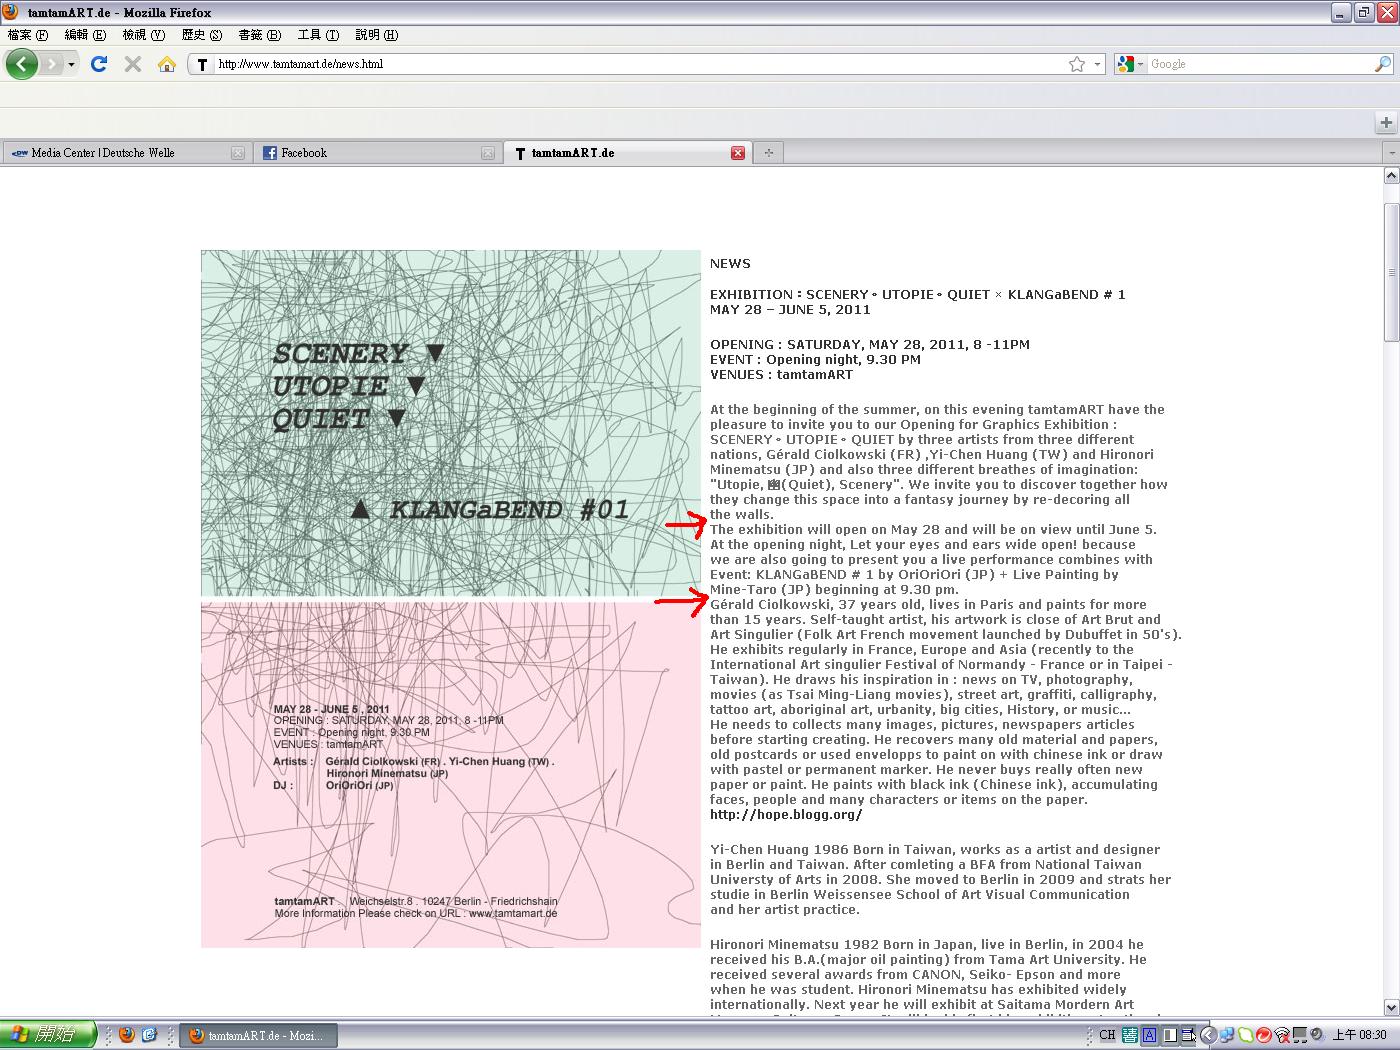 tamtamART.de - Mozilla Firefox
檔案 (F) 編輯 (E) 檢視 (V) 歷史 (S) 書籤 (B) 工具 (T) 說明 (H)
T http://www.tamtamart.de/news.html
Google
DW Media Center | Deutsche Welle
Facebook
T tamtamART.de
SCENERY ▼
UTOPIE ▼
QUIET ▼
▲ KLANGaBEND #01
MAY 28 - JUNE 5 , 2011
OPENING : SATURDAY, MAY 28, 2011, 8 -11PM
EVENT : Opening night, 9.30 PM
VENUES : tamtamART
Artists : Gérald Ciolkowski (FR) . Yi-Chen Huang (TW) .
Hironori Minematsu (JP)
DJ : OriOriOri (JP)
tamtamART . Weichselstr.8 . 10247 Berlin - Friedrichshain
More Information Please check on URL : www.tamtamart.de
NEWS
EXHIBITION : SCENERY。UTOPIE。QUIET × KLANGaBEND # 1
MAY 28 – JUNE 5, 2011
OPENING : SATURDAY, MAY 28, 2011, 8 -11PM
EVENT : Opening night, 9.30 PM
VENUES : tamtamART
At the beginning of the summer, on this evening tamtamART have the
pleasure to invite you to our Opening for Graphics Exhibition :
SCENERY。UTOPIE。QUIET by three artists from three different
nations, Gérald Ciolkowski (FR) ,Yi-Chen Huang (TW) and Hironori
Minematsu (JP) and also three different breathes of imagination:
"Utopie, 幽(Quiet), Scenery". We invite you to discover together how
they change this space into a fantasy journey by re-decoring all
the walls.
The exhibition will open on May 28 and will be on view until June 5.
At the opening night, Let your eyes and ears wide open! because
we are also going to present you a live performance combines with
Event: KLANGaBEND # 1 by OriOriOri (JP) + Live Painting by
Mine-Taro (JP) beginning at 9.30 pm.
Gérald Ciolkowski, 37 years old, lives in Paris and paints for more
than 15 years. Self-taught artist, his artwork is close of Art Brut and
Art Singulier (Folk Art French movement launched by Dubuffet in 50's).
He exhibits regularly in France, Europe and Asia (recently to the
International Art singulier Festival of Normandy - France or in Taipei -
Taiwan). He draws his inspiration in : news on TV, photography,
movies (as Tsai Ming-Liang movies), street art, graffiti, calligraphy,
tattoo art, aboriginal art, urbanity, big cities, History, or music...
He needs to collects many images, pictures, newspapers articles
before starting creating. He recovers many old material and papers,
old postcards or used envelopps to paint on with chinese ink or draw
with pastel or permanent marker. He never buys really often new
paper or paint. He paints with black ink (Chinese ink), accumulating
faces, people and many characters or items on the paper.
http://hope.blogg.org/
Yi-Chen Huang 1986 Born in Taiwan, works as a artist and designer
in Berlin and Taiwan. After comleting a BFA from National Taiwan
Universty of Arts in 2008. She moved to Berlin in 2009 and strats her
studie in Berlin Weissensee School of Art Visual Communication
and her artist practice.
Hironori Minematsu 1982 Born in Japan, live in Berlin, in 2004 he
received his B.A.(major oil painting) from Tama Art University. He
received several awards from CANON, Seiko- Epson and more
when he was student. Hironori Minematsu has exhibited widely
internationally. Next year he will exhibit at Saitama Mordern Art
開始
tamtamART.de - Mozi...
CH
A
上午 08:30